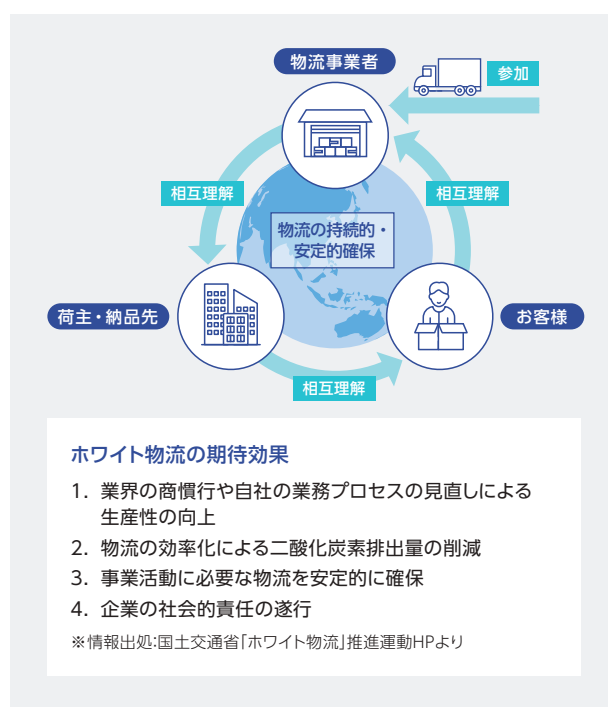 物流事業者
参加
相互理解
相互理解
物流の持続的・
安定的確保
荷主・納品先
お客様
相互理解
ホワイト物流の期待効果
1. 業界の商慣行や自社の業務プロセスの見直しによる
生産性の向上
2. 物流の効率化による二酸化炭素排出量の削減
3. 事業活動に必要な物流を安定的に確保
4. 企業の社会的責任の遂行
※情報出処:国土交通省「ホワイト物流」推進運動HPより